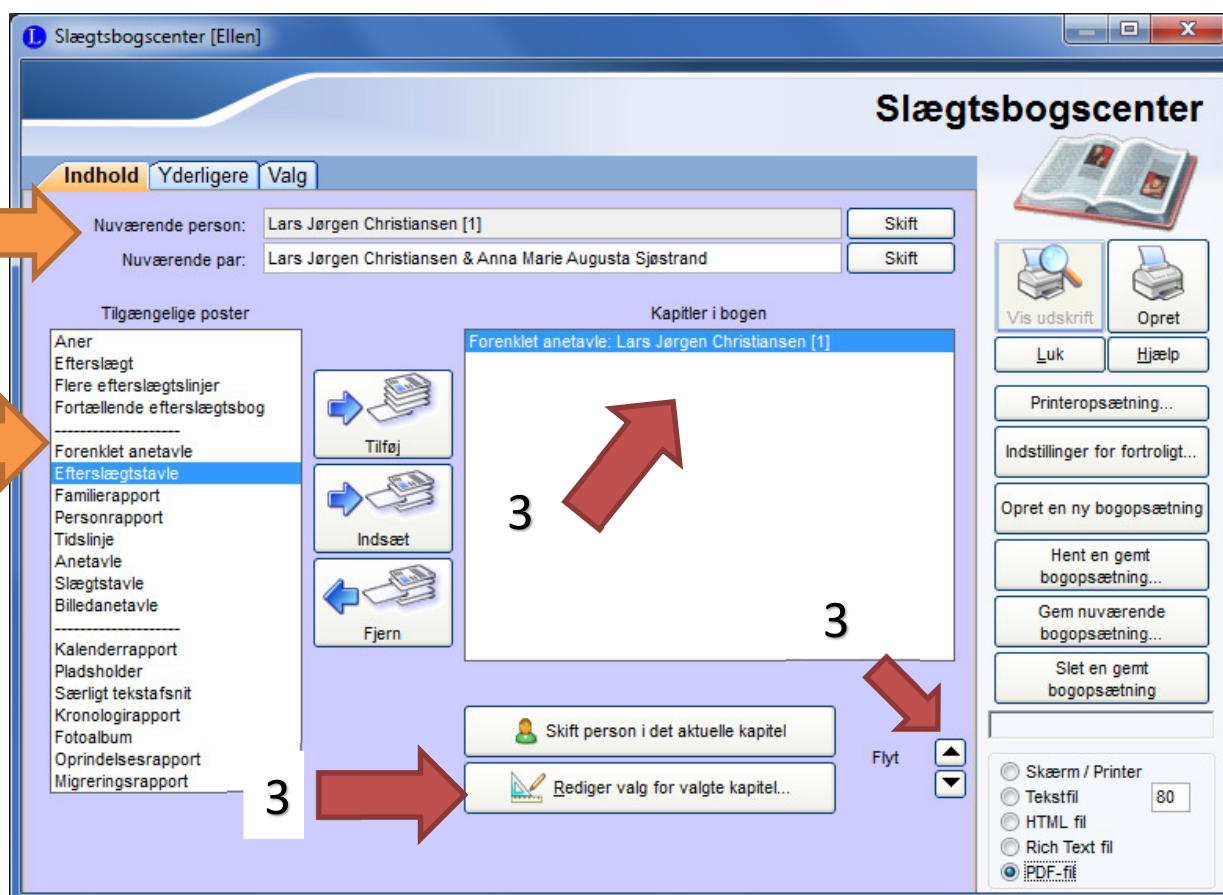 Slægtsbogscenter [Ellen]
Slægtsbogscenter
Indhold Yderligere Valg
Nuværende person: Lars Jørgen Christiansen [1] Skift
Nuværende par: Lars Jørgen Christiansen & Anna Marie Augusta Sjøstrand Skift
Tilgængelige poster
Aner
Efterslægt
Flere efterslægtslinjer
Fortællende efterslægtsbog
--------------------
Forenklet anetavle
Efterslægtstavle
Familierapport
Personrapport
Tidslinje
Anetavle
Slægtstavle
Billedanetavle
--------------------
Kalenderrapport
Pladsholder
Særligt tekstafsnit
Kronologirapport
Fotoalbum
Oprindelsesrapport
Migreringsrapport
Tilføj
Indsæt
Fjern
Kapitler i bogen
Forenklet anetavle: Lars Jørgen Christiansen [1]
3
3
3
Skift person i det aktuelle kapitel
Rediger valg for valgte kapitel...
Flyt
Vis udskrift Opret
Luk Hjælp
Printeropsætning...
Indstillinger for fortroligt...
Opret en ny bogopsætning
Hent en gemt
bogopsætning...
Gem nuværende
bogopsætning...
Slet en gemt
bogopsætning
Skærm / Printer
Tekstfil 80
HTML fil
Rich Text fil
PDF-fil